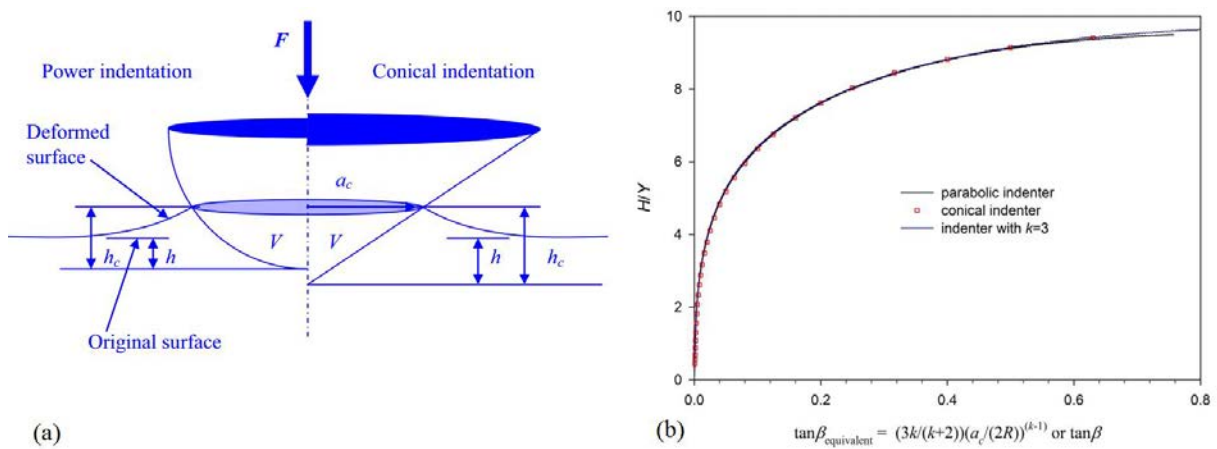 F
Power indentation
Conical indentation
Deformed
surface
a_c
V
V
h_c
h
h
h_c
Original surface
(a)
10
8
6
4
2
0
H/Y
parabolic indenter
conical indenter
indenter with k=3
0.0
0.2
0.4
0.6
0.8
tanβ_equivalent = (3k/(k+2))(a_c/(2R))^(k-1) or tanβ
(b)